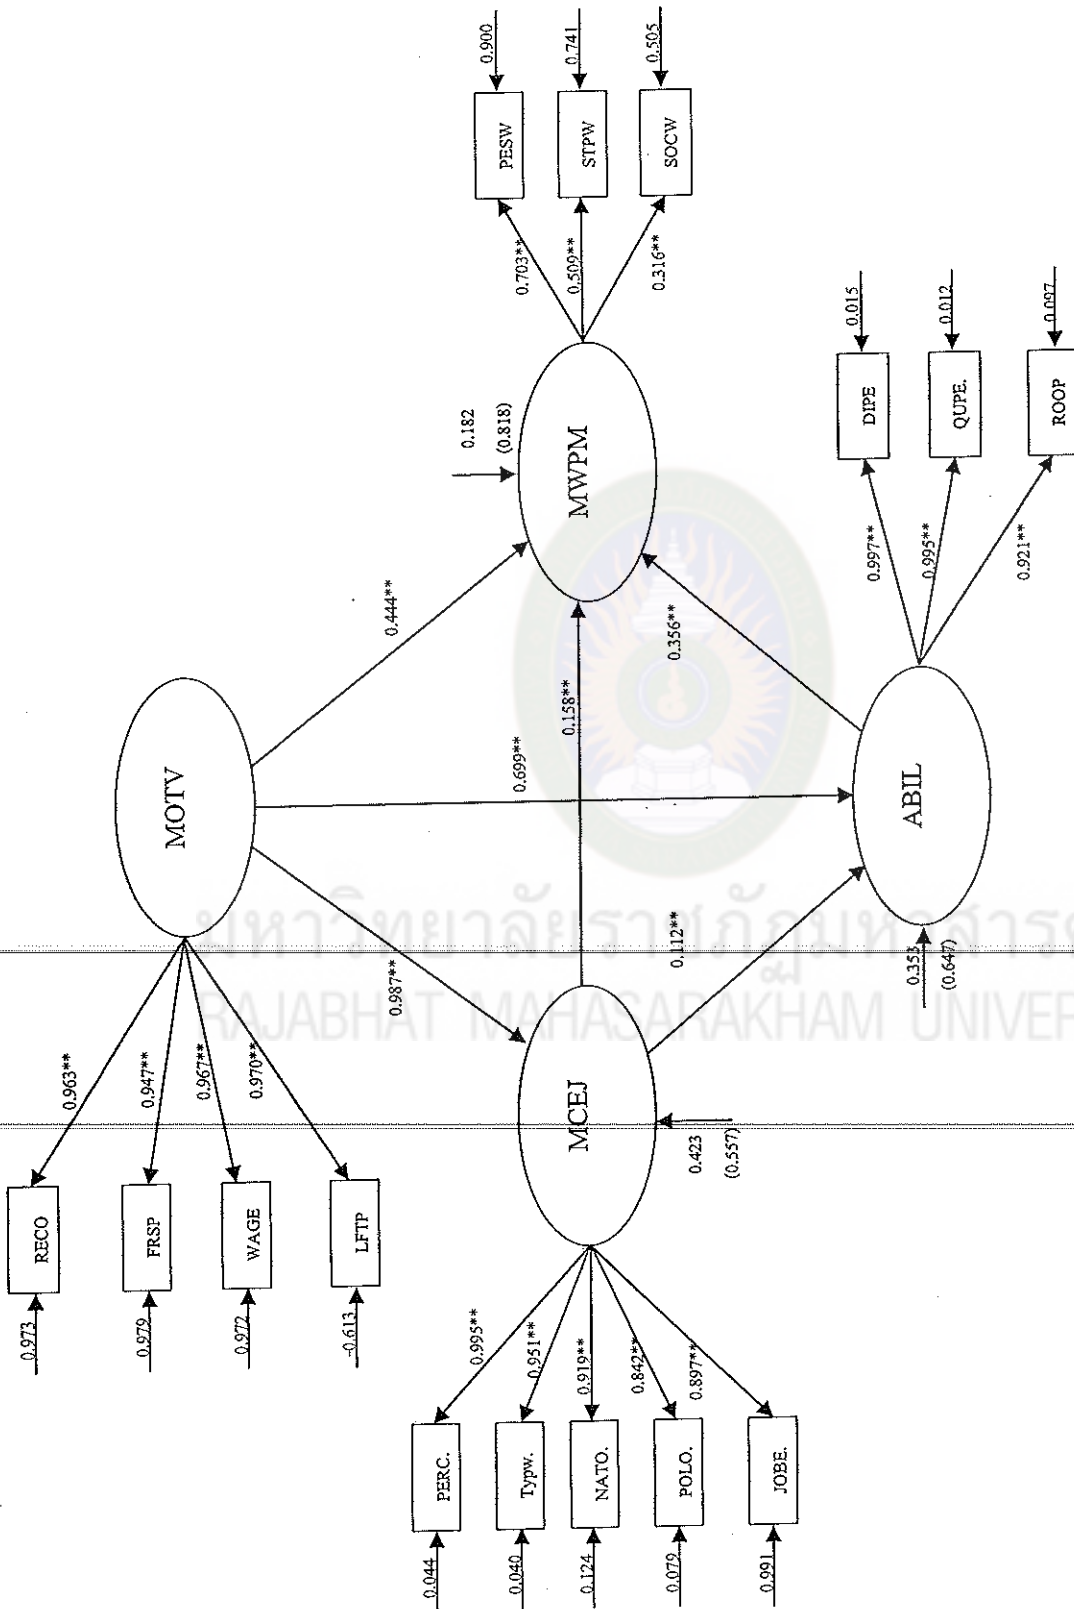 0.973
RECO
0.979
FRSP
0.972
WAGE
-0.613
LFTP
0.963**
0.947**
0.967**
0.970**
MOTV
0.987**
0.699**
0.444**
0.044
PERC.
0.040
Typw.
0.124
NATO.
0.079
POLO.
0.991
JOBE.
0.995**
0.951**
0.919**
0.842**
0.897**
MCEJ
0.423
(0.557)
0.158**
0.112**
MWPM
0.182
(0.818)
0.703**
0.509**
0.316**
PESW
0.900
STPW
0.741
SOCW
0.505
0.356**
ABIL
0.353
(0.647)
0.997**
0.995**
0.921**
DIPE
0.015
QUPE.
0.012
ROOP
0.097
มหาวิทยาลัยราชภัฏมหาสารค
RAJABHAT MAHASARAKHAM UNIVER